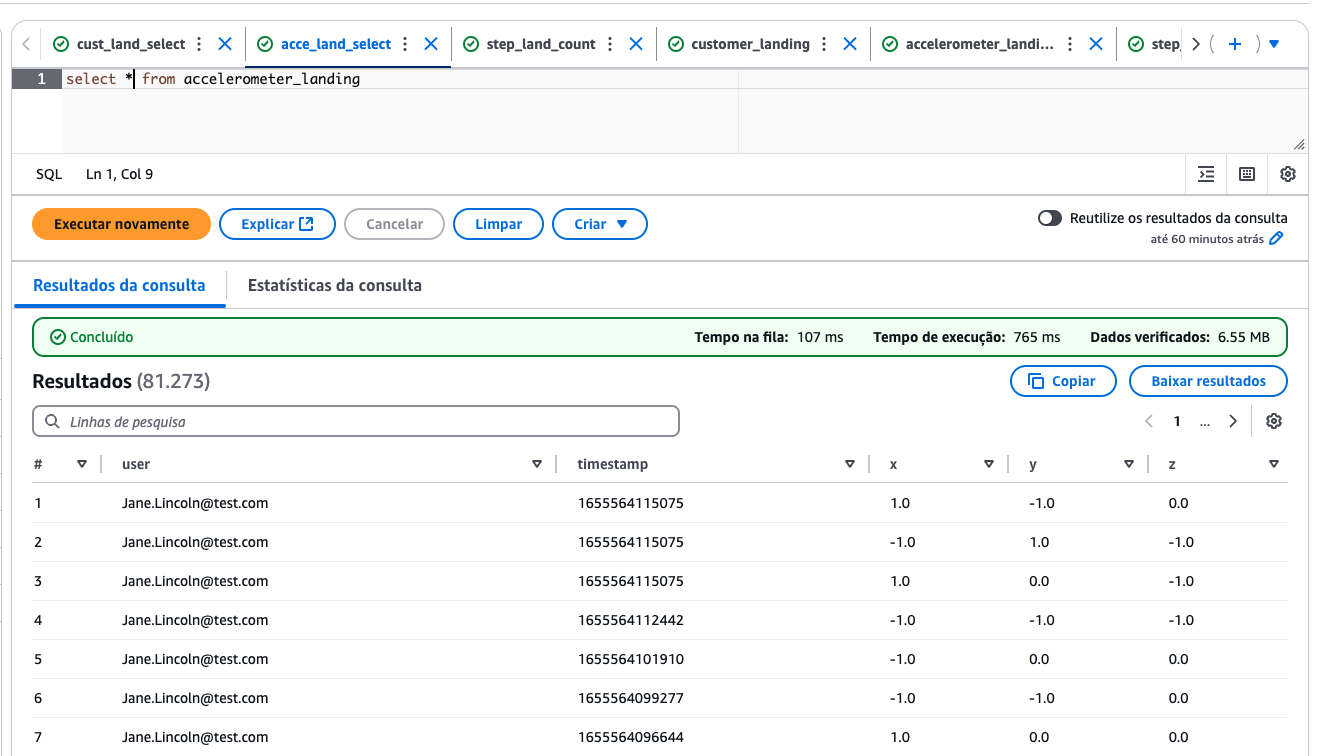 cust_land_select acce_land_select step_land_count customer_landing accelerometer_landi... step
1 select * from accelerometer_landing
SQL Ln 1, Col 9
Executar novamente Explicar Cancelar Limpar Criar Reutilize os resultados da consulta
até 60 minutos atrás
Resultados da consulta Estatísticas da consulta
Concluído Tempo na fila: 107 ms Tempo de execução: 765 ms Dados verificados: 6.55 MB
Resultados (81.273) Copiar Baixar resultados
Linhas de pesquisa 1 ...
# user timestamp x y z
1 Jane.Lincoln@test.com 1655564115075 1.0 -1.0 0.0
2 Jane.Lincoln@test.com 1655564115075 -1.0 1.0 -1.0
3 Jane.Lincoln@test.com 1655564115075 1.0 0.0 -1.0
4 Jane.Lincoln@test.com 1655564112442 -1.0 -1.0 -1.0
5 Jane.Lincoln@test.com 1655564101910 -1.0 0.0 0.0
6 Jane.Lincoln@test.com 1655564099277 -1.0 -1.0 0.0
7 Jane.Lincoln@test.com 1655564096644 1.0 0.0 0.0